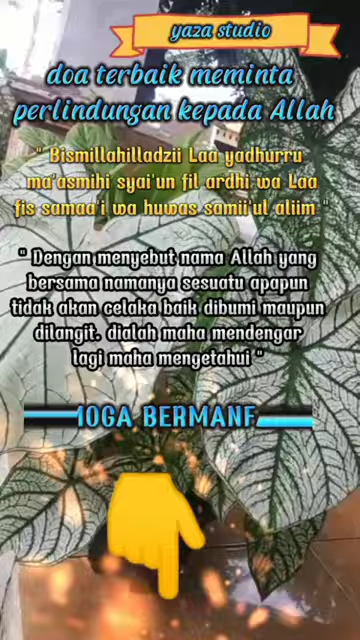 yaza studio
doa terbaik meminta
perlindungan kepada Allah
" Bismillahilladzii Laa yadhurru
ma'asmihi syai'un fil ardhi wa Laa
fis samaa'i wa huwas samii'ul aliim "
" Dengan menyebut nama Allah yang
bersama namanya sesuatu apapun
tidak akan celaka baik dibumi maupun
dilangit. dialah maha mendengar
lagi maha mengetahui "
IOGA BERMANF